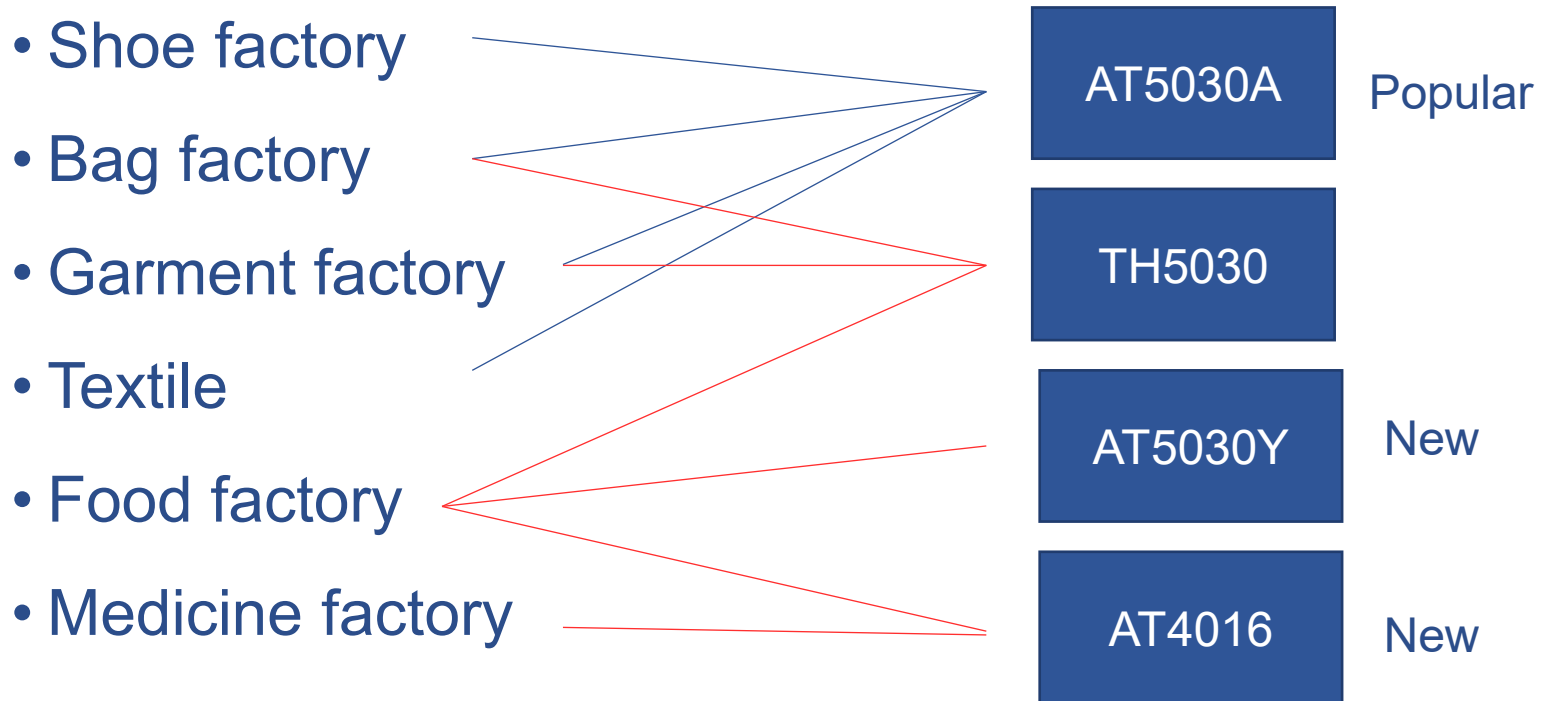 • Shoe factory
• Bag factory
• Garment factory
• Textile
• Food factory
• Medicine factory
AT5030A
Popular
TH5030
AT5030Y
New
AT4016
New